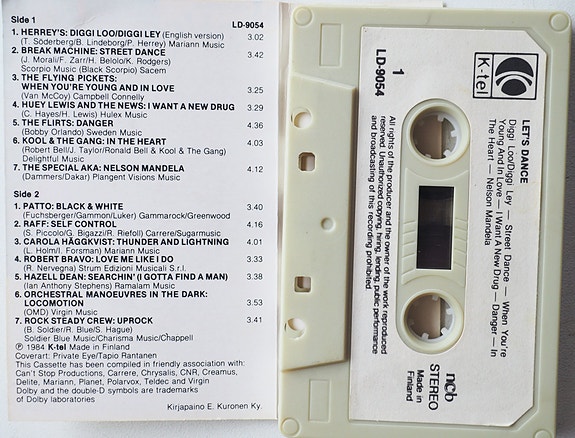 Side 1 LD-9054
1. HERREY'S: DIGGI LOO/DIGGI LEY (English version)
(T. Söderberg/B. Lindeborg/P. Herrey) Mariann Music 3.02
2. BREAK MACHINE: STREET DANCE 3.42
(J. Morali/F. Zarr/H. Belolo/K. Rodgers)
Scorpio Music (Black Scorpio) Sacem
3. THE FLYING PICKETS:
WHEN YOU'RE YOUNG AND IN LOVE 3.25
(Van McCoy) Campbell Connelly
4. HUEY LEWIS AND THE NEWS: I WANT A NEW DRUG 3.29
(C. Hayes/H. Lewis) Hulex Music
5. THE FLIRTS: DANGER 4.36
(Bobby Orlando) Sweden Music
6. KOOL & THE GANG: IN THE HEART 4.03
(Robert Bell/J. Taylor/Ronald Bell & Kool & The Gang)
Delightful Music
7. THE SPECIAL AKA: NELSON MANDELA 4.12
(Dammers/Dakar) Plangent Visions Music
Side 2
1. PATTO: BLACK & WHITE 3.40
(Fuchsberger/Gammon/Luker) Gammarock/Greenwood
2. RAFF: SELF CONTROL 4.16
(S. Piccolo/G. Bigazzi/R. Riefoll) Carrere/Sugarmusic
3. CAROLA HÄGGKVIST: THUNDER AND LIGHTNING 4.01
(L. Holm/I. Forsman) Mariann Music
4. ROBERT BRAVO: LOVE ME LIKE I DO 3.33
(R. Nervegna) Strum Edizioni Musicali S.r.l.
5. HAZELL DEAN: SEARCHIN' (I GOTTA FIND A MAN) 3.38
(Ian Anthony Stephens) Ramalam Music
6. ORCHESTRAL MANOEUVRES IN THE DARK:
LOCOMOTION 3.53
(OMD) Virgin Music
7. ROCK STEADY CREW: UPROCK 3.41
(B. Soldier/R. Blue/S. Hague)
Soldier Blue Music/Charisma Music/Chappell
℗ 1984 K-tel Made in Finland
Coverart: Private Eye/Tapio Rantanen
This Cassette has been compiled in friendly association with:
Can't Stop Productions, Carrere, Chrysalis, CNR, Creamus,
Delite, Mariann, Planet, Polarvox, Teldec and Virgin
Dolby and the double-D symbols are trademarks
of Dolby laboratories
Kirjapaino E. Kuronen Ky.
K
K-tel
1
LD-9054
LET'S DANCE
Diggi Loo/Diggi Ley — Street Dance — When You're
Young And In Love — I Want A New Drug — Danger — In
The Heart — Nelson Mandela
All rights of the producer and the owner of the work reproduced
reserved. Unauthorized copying, hiring, lending, public performance
and broadcasting of this recording prohibited
ncb
STEREO
Made in
Finland